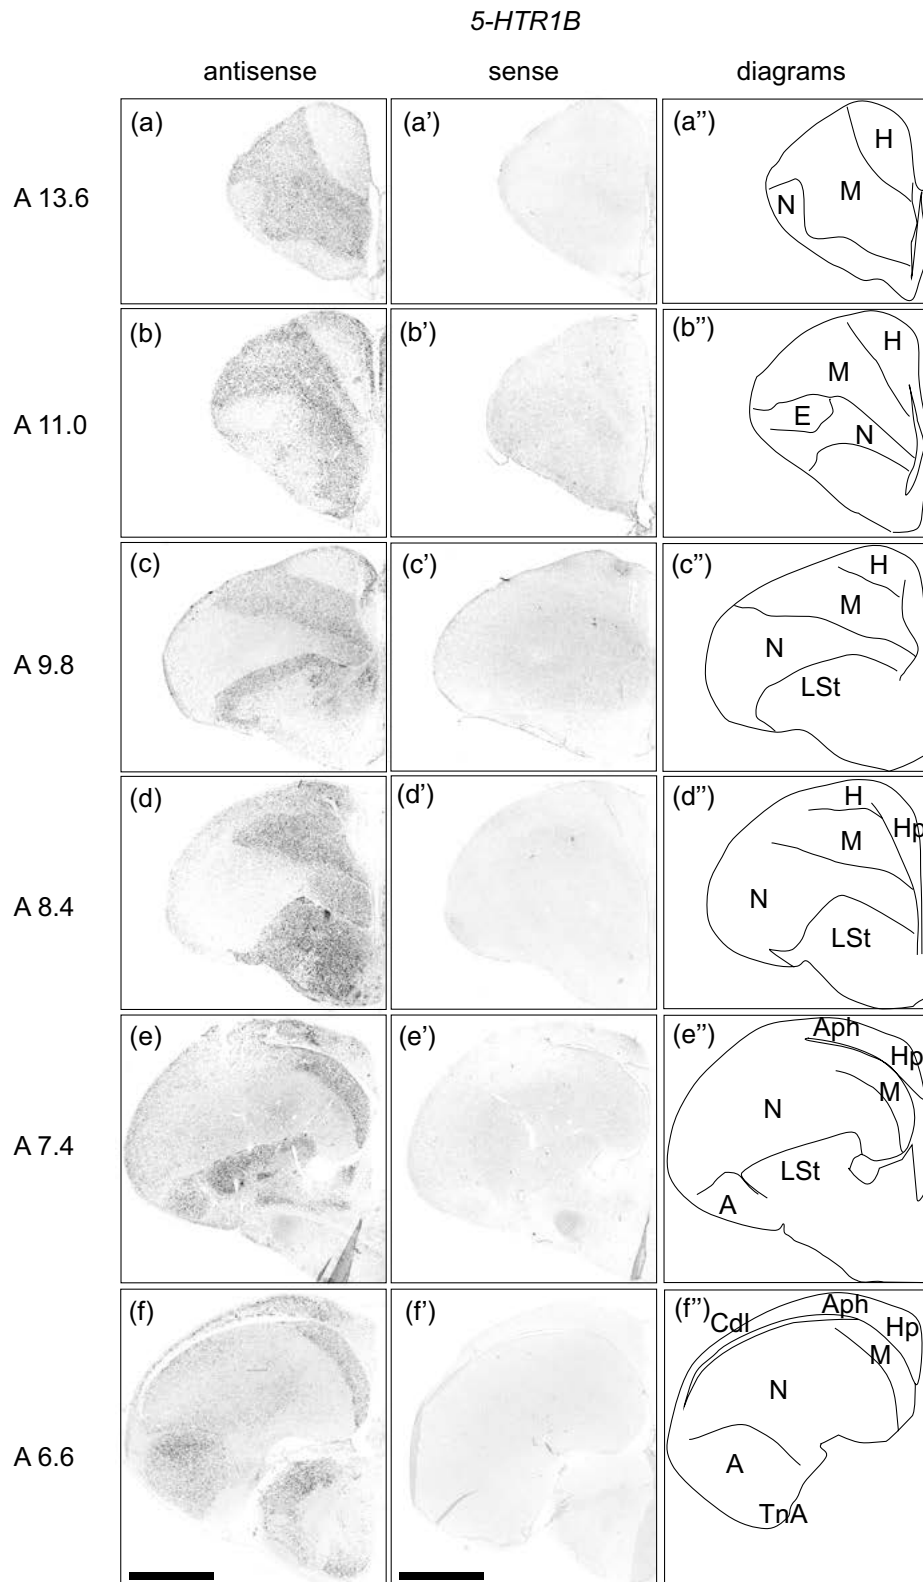 5-HTR1B
antisense sense diagrams
A 13.6
(a) (a') (a'')
H
M
N
A 11.0
(b) (b') (b'')
H
M
E
N
A 9.8
(c) (c') (c'')
H
M
N
LSt
A 8.4
(d) (d') (d'')
H
Hp
M
N
LSt
A 7.4
(e) (e') (e'')
Aph
Hp
M
N
LSt
A
A 6.6
(f) (f') (f'')
Cdl
Aph
Hp
M
N
A
TnA